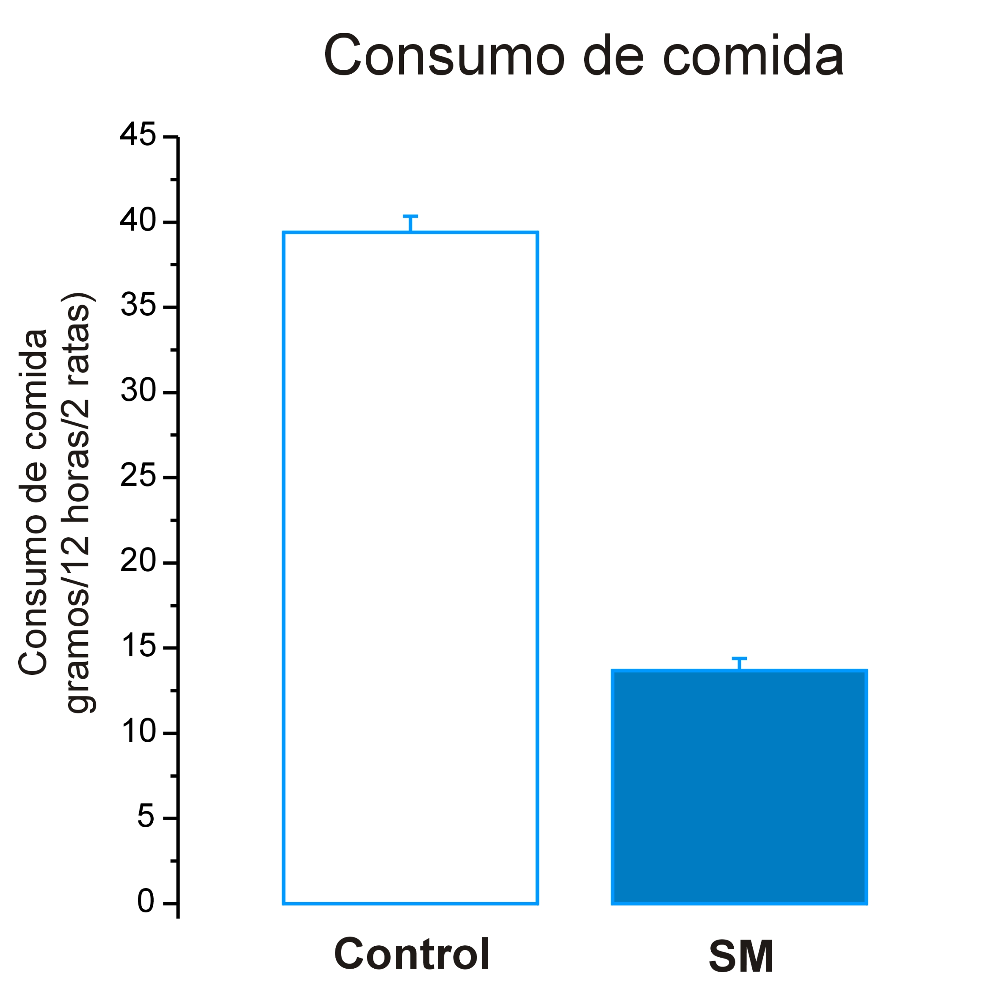 Consumo de comida
Consumo de comida
gramos/12 horas/2 ratas)
45
40
35
30
25
20
15
10
5
0
Control
SM